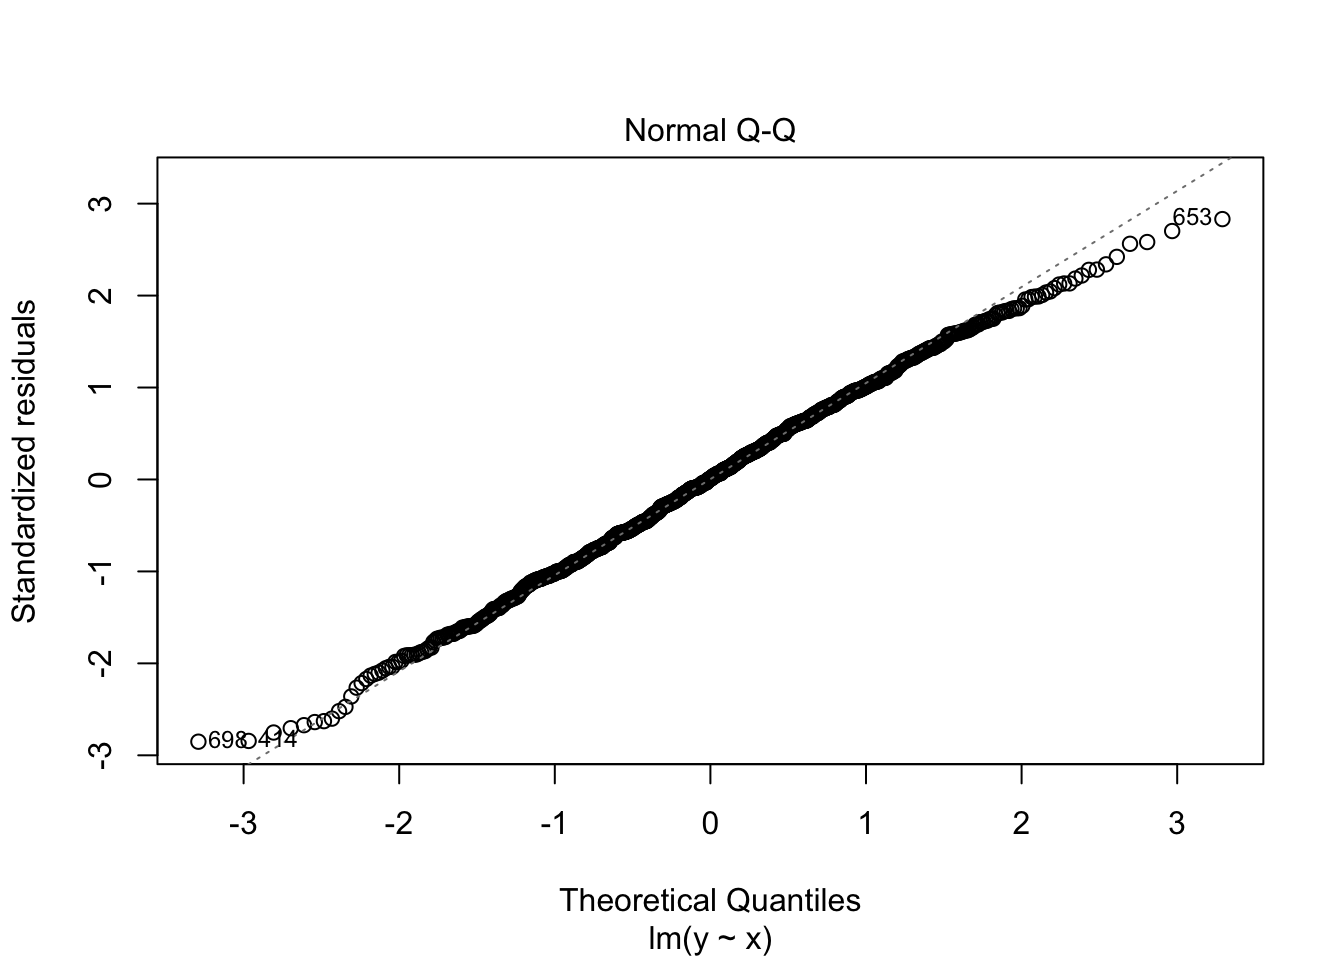 Normal Q-Q
Standardized residuals
3
2
1
0
-1
-2
-3
653
698
414
-3 -2 -1 0 1 2 3
Theoretical Quantiles
lm(y ~ x)